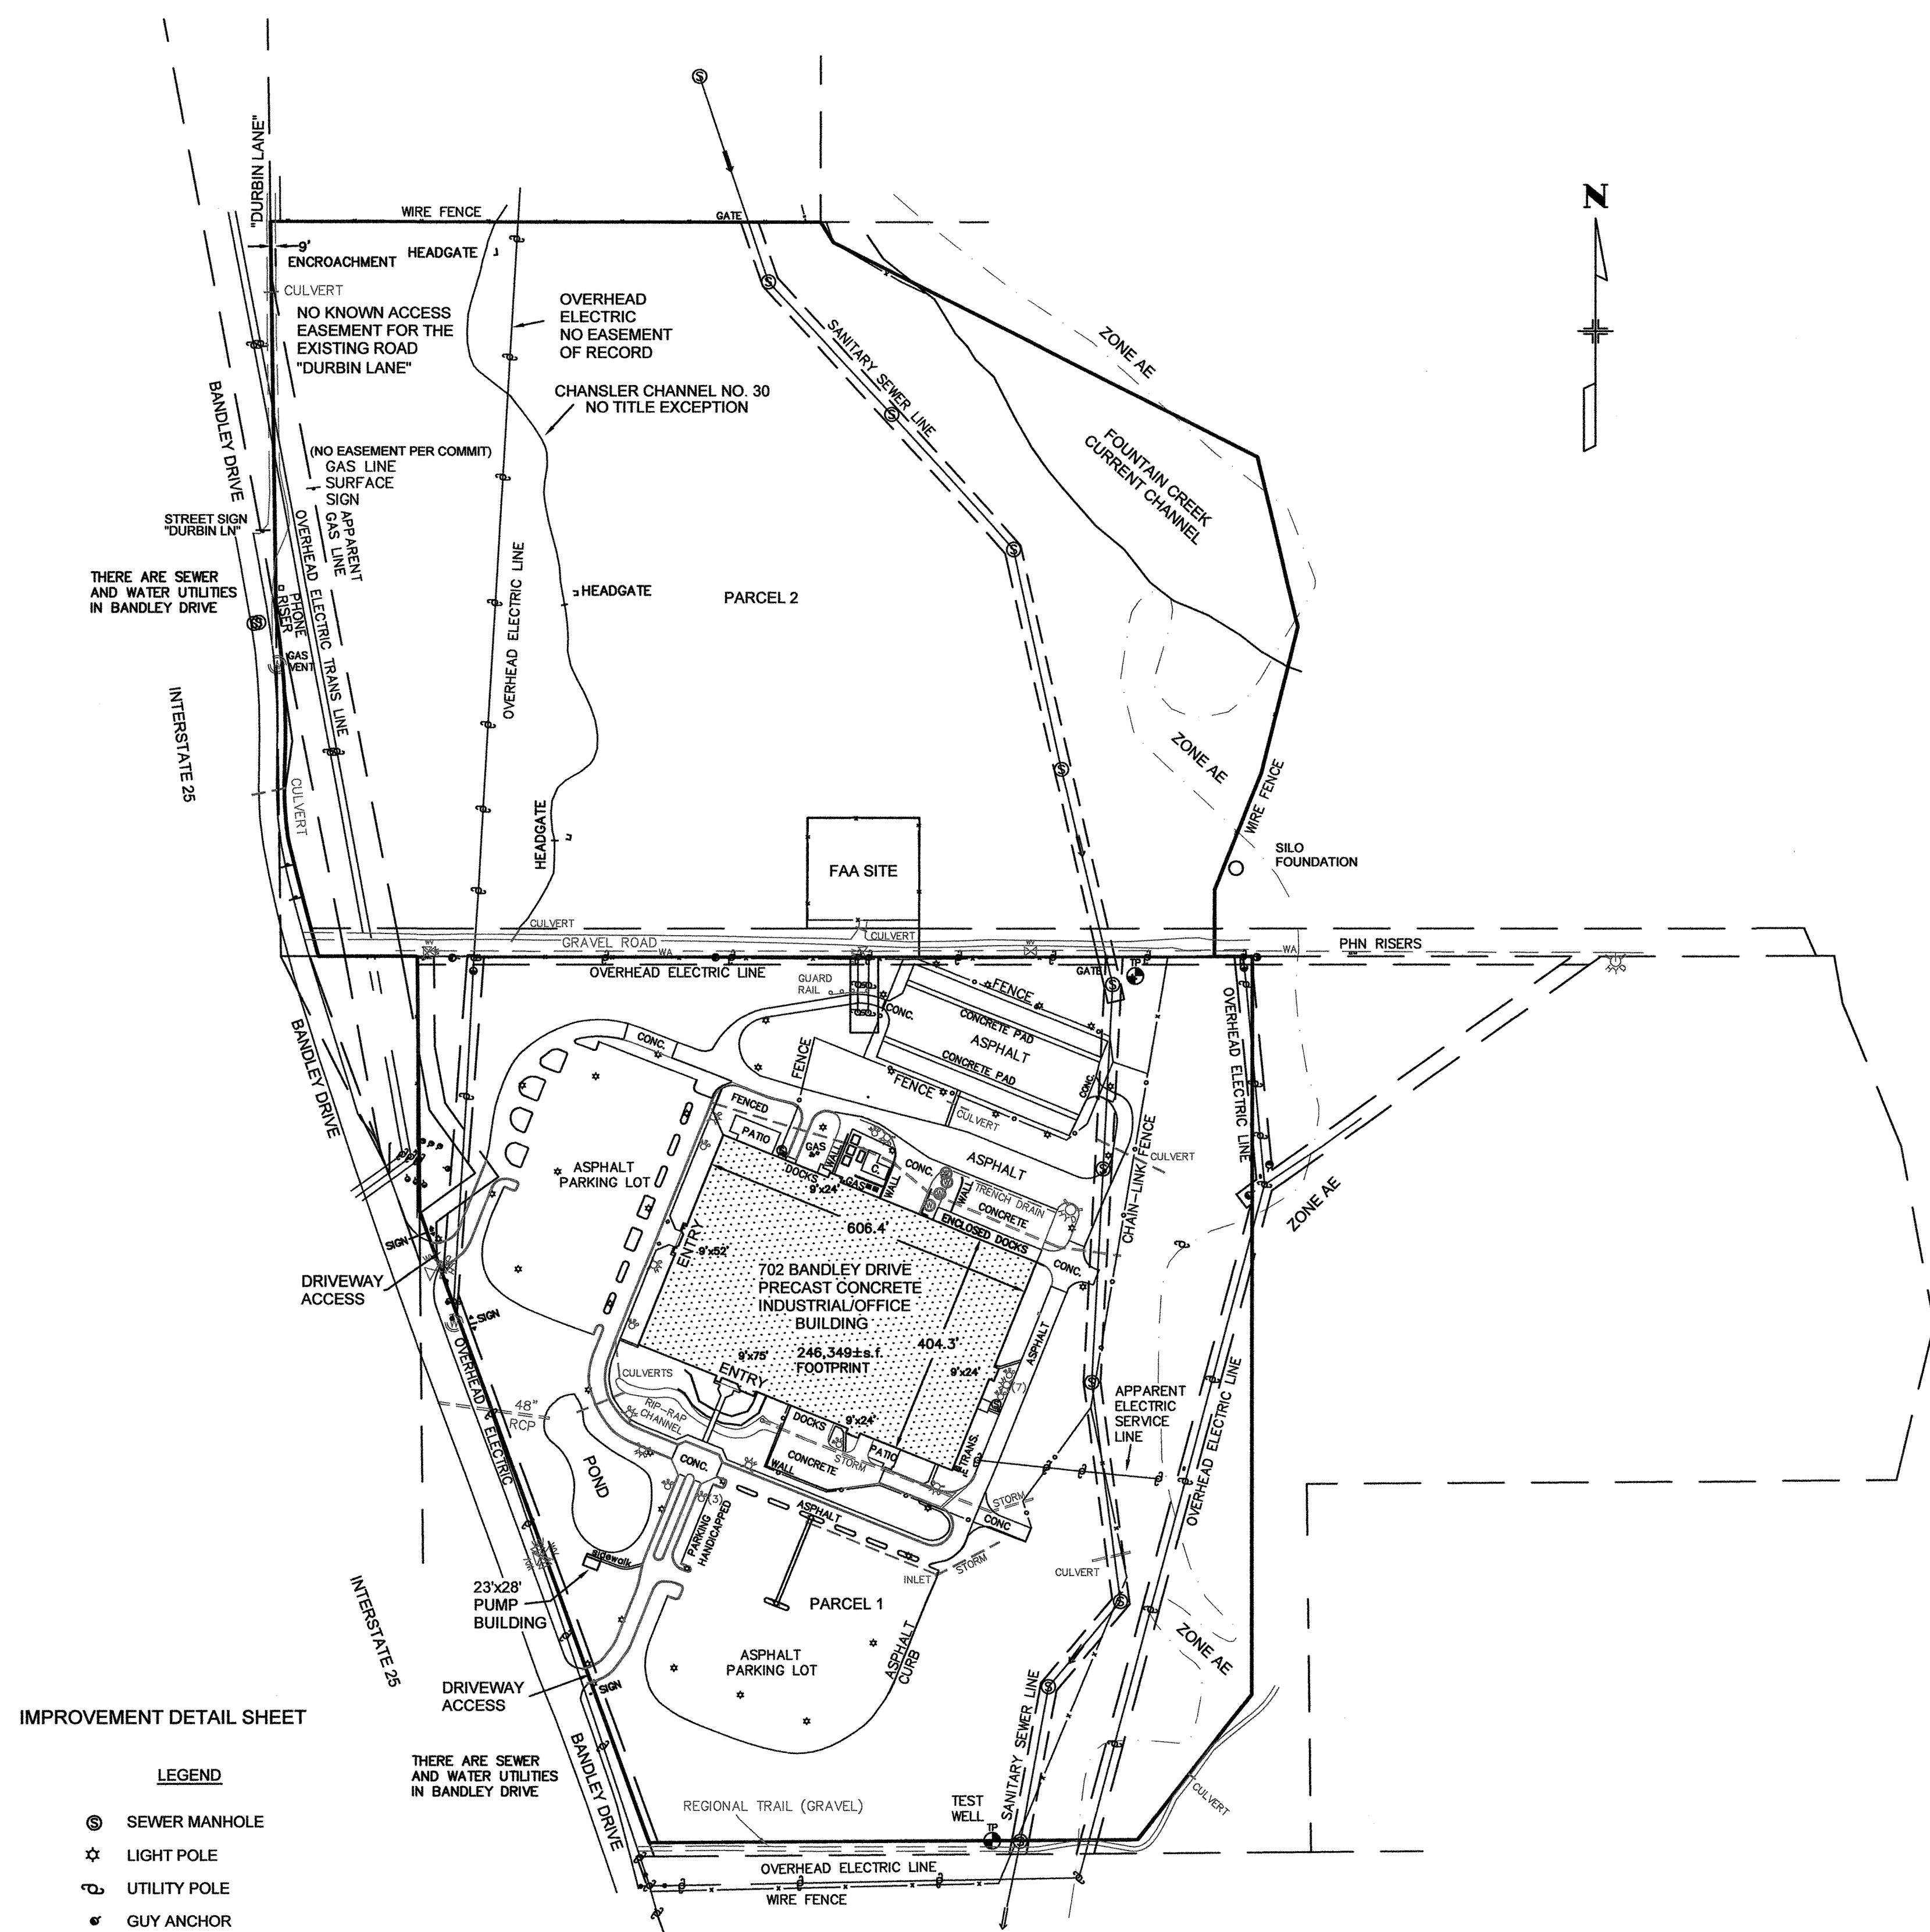 "DURBIN LANE"
WIRE FENCE
GATE
N
9'
ENCROACHMENT
HEADGATE
CULVERT
NO KNOWN ACCESS
EASEMENT FOR THE
EXISTING ROAD
"DURBIN LANE"
OVERHEAD
ELECTRIC
NO EASEMENT
OF RECORD
SANITARY SEWER LINE
ZONE AE
CHANSLER CHANNEL NO. 30
NO TITLE EXCEPTION
BANDLEY DRIVE
(NO EASEMENT PER COMMIT)
GAS LINE
SURFACE
SIGN
FOUNTAIN CREEK
CURRENT CHANNEL
STREET SIGN
"DURBIN LN"
APPARENT
GAS LINE
OVERHEAD ELECTRIC TRANS LINE
OVERHEAD ELECTRIC LINE
THERE ARE SEWER
AND WATER UTILITIES
IN BANDLEY DRIVE
PHONE
RISER
HEADGATE
PARCEL 2
GAS
VENT
INTERSTATE 25
ZONE AE
WIRE FENCE
CULVERT
HEADGATE
FAA SITE
SILO
FOUNDATION
CULVERT
CULVERT
GRAVEL ROAD
WV
WA
WV
WA
PHN RISERS
HYD
OVERHEAD ELECTRIC LINE
GUARD
RAIL
GATE
TP
FENCE
CONC.
CONCRETE PAD
ASPHALT
CONCRETE PAD
CONC.
OVERHEAD ELECTRIC LINE
BANDLEY DRIVE
CONC.
FENCE
FENCE
CULVERT
FENCED
PATIO
GAS
WALL
DOCKS
9'x24'
GAS
C.
WALL
CONC.
ASPHALT
CHAIN-LINK FENCE
CULVERT
ASPHALT
PARKING LOT
WALL
TRENCH DRAIN
CONCRETE
ENCLOSED DOCKS
HYD
ZONE AE
606.4'
SIGN
ENTRY
9'x52'
CONC.
DRIVEWAY
ACCESS
702 BANDLEY DRIVE
PRECAST CONCRETE
INDUSTRIAL/OFFICE
BUILDING
246,349±s.f.
FOOTPRINT
404.3'
SIGN
ASPHALT
OVERHEAD ELECTRIC
9'x75'
ENTRY
9'x24'
(7)
CULVERTS
RIP-RAP
CHANNEL
48"
RCP
APPARENT
ELECTRIC
SERVICE
LINE
OVERHEAD ELECTRIC LINE
DOCKS
9'x24'
PATIO
TRANS.
STORM
CONCRETE
WALL
CONC.
POND
(3)
PARKING
HANDICAPPED
ASPHALT
STORM
CONC
STORM
INLET
CULVERT
sidewalk
23'x28'
PUMP
BUILDING
PARCEL 1
INTERSTATE 25
ASPHALT
PARKING LOT
ASPHALT
CURB
ZONE AE
DRIVEWAY
ACCESS
SIGN
SANITARY SEWER LINE
BANDLEY DRIVE
THERE ARE SEWER
AND WATER UTILITIES
IN BANDLEY DRIVE
REGIONAL TRAIL (GRAVEL)
TEST
WELL
TP
CULVERT
OVERHEAD ELECTRIC LINE
WIRE FENCE
IMPROVEMENT DETAIL SHEET
LEGEND
S SEWER MANHOLE
LIGHT POLE
UTILITY POLE
GUY ANCHOR